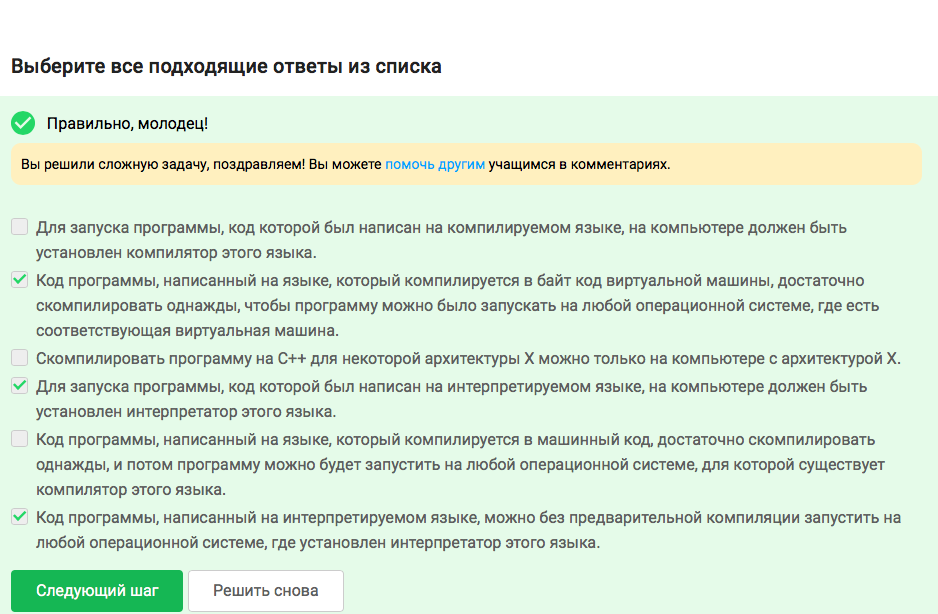 Выберите все подходящие ответы из списка
Правильно, молодец!
Вы решили сложную задачу, поздравляем! Вы можете помочь другим учащимся в комментариях.
Для запуска программы, код которой был написан на компилируемом языке, на компьютере должен быть
установлен компилятор этого языка.
Код программы, написанный на языке, который компилируется в байт код виртуальной машины, достаточно
скомпилировать однажды, чтобы программу можно было запускать на любой операционной системе, где есть
соответствующая виртуальная машина.
Скомпилировать программу на C++ для некоторой архитектуры X можно только на компьютере с архитектурой X.
Для запуска программы, код которой был написан на интерпретируемом языке, на компьютере должен быть
установлен интерпретатор этого языка.
Код программы, написанный на языке, который компилируется в машинный код, достаточно скомпилировать
однажды, и потом программу можно будет запустить на любой операционной системе, для которой существует
компилятор этого языка.
Код программы, написанный на интерпретируемом языке, можно без предварительной компиляции запустить на
любой операционной системе, где установлен интерпретатор этого языка.
Следующий шаг
Решить снова